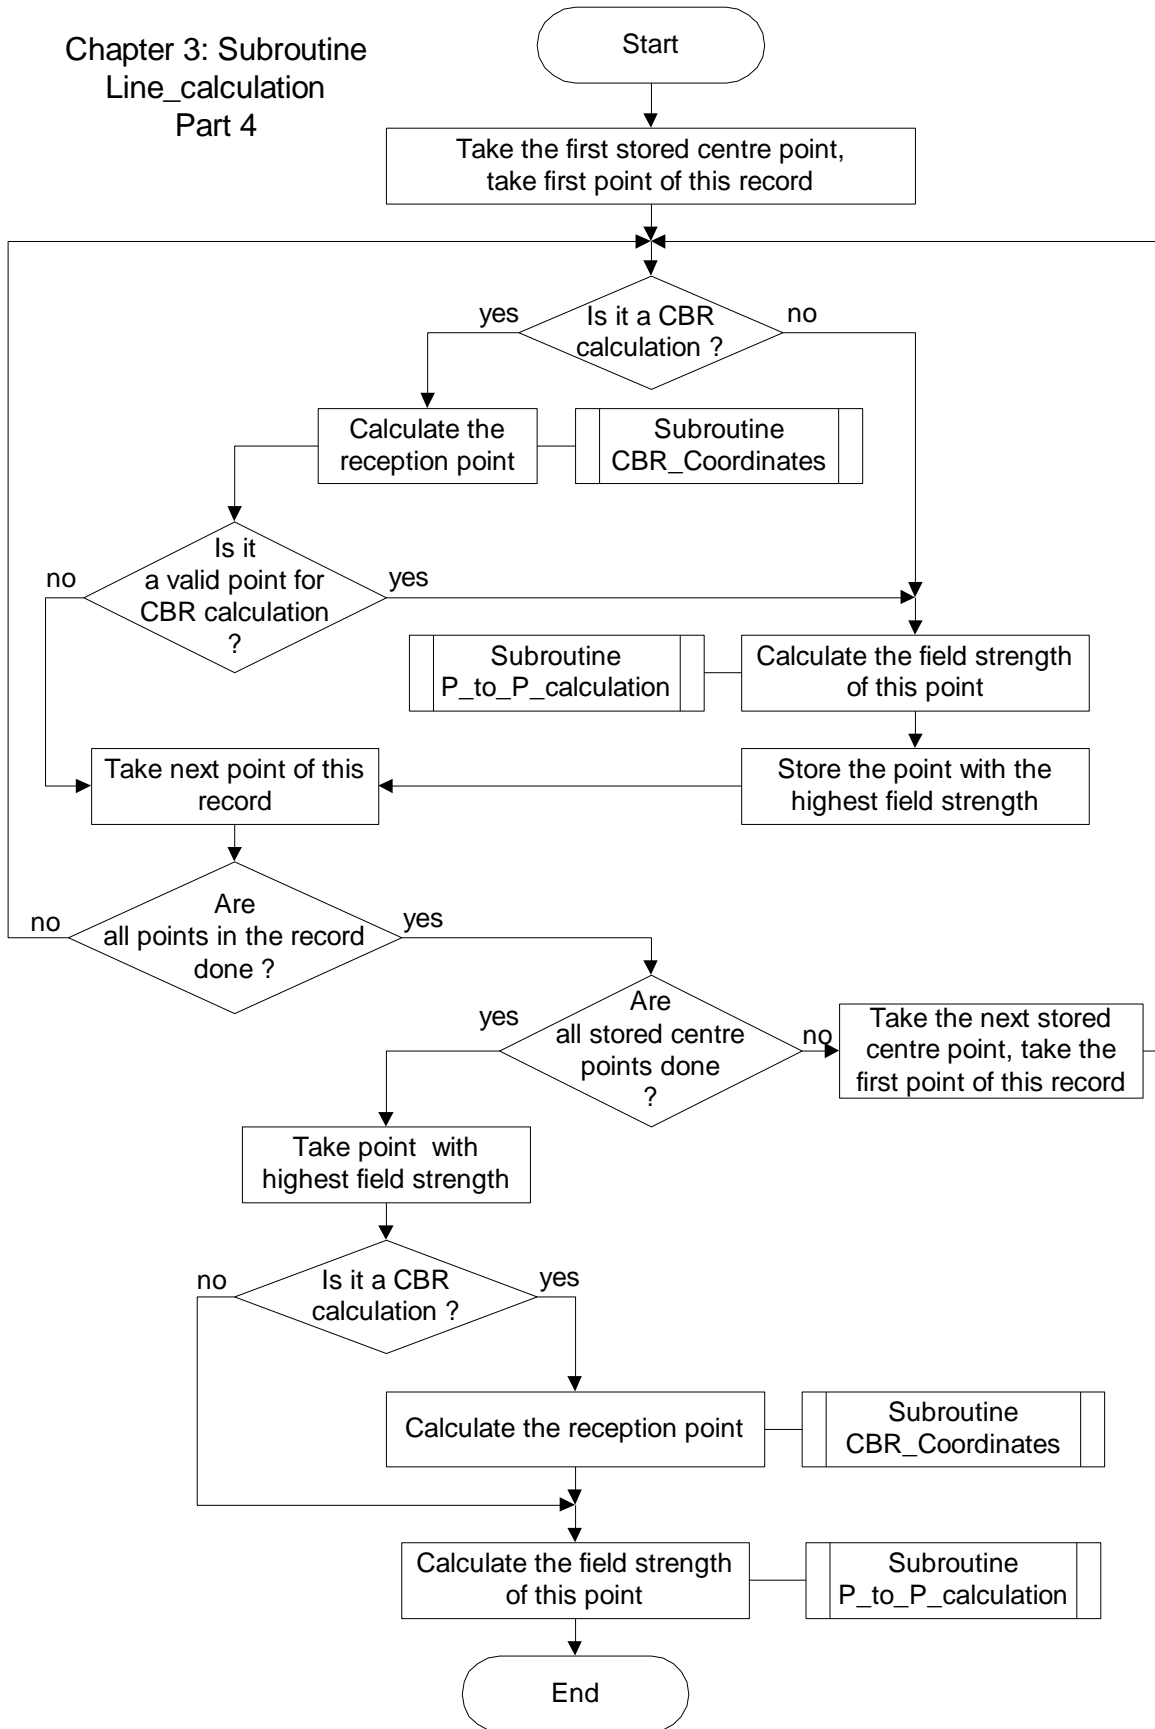 Chapter 3: Subroutine
Line_calculation
Part 4
Start
Take the first stored centre point,
take first point of this record
yes
Is it a CBR
calculation ?
no
Calculate the
reception point
Subroutine
CBR_Coordinates
no
Is it
a valid point for
CBR calculation
?
yes
Subroutine
P_to_P_calculation
Calculate the field strength
of this point
Take next point of this
record
Store the point with the
highest field strength
no
Are
all points in the record
done ?
yes
yes
Are
all stored centre
points done
?
no
Take the next stored
centre point, take the
first point of this record
Take point  with
highest field strength
no
Is it a CBR
calculation ?
yes
Calculate the reception point
Subroutine
CBR_Coordinates
Calculate the field strength
of this point
Subroutine
P_to_P_calculation
End